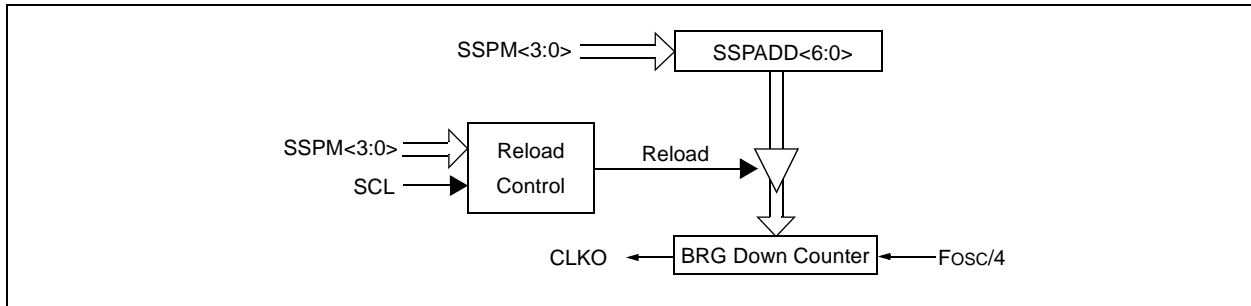 SSPM<3:0>
SSPADD<6:0>
SSPM<3:0>
SCL
Reload
Control
Reload
CLKO
BRG Down Counter
FOSC/4